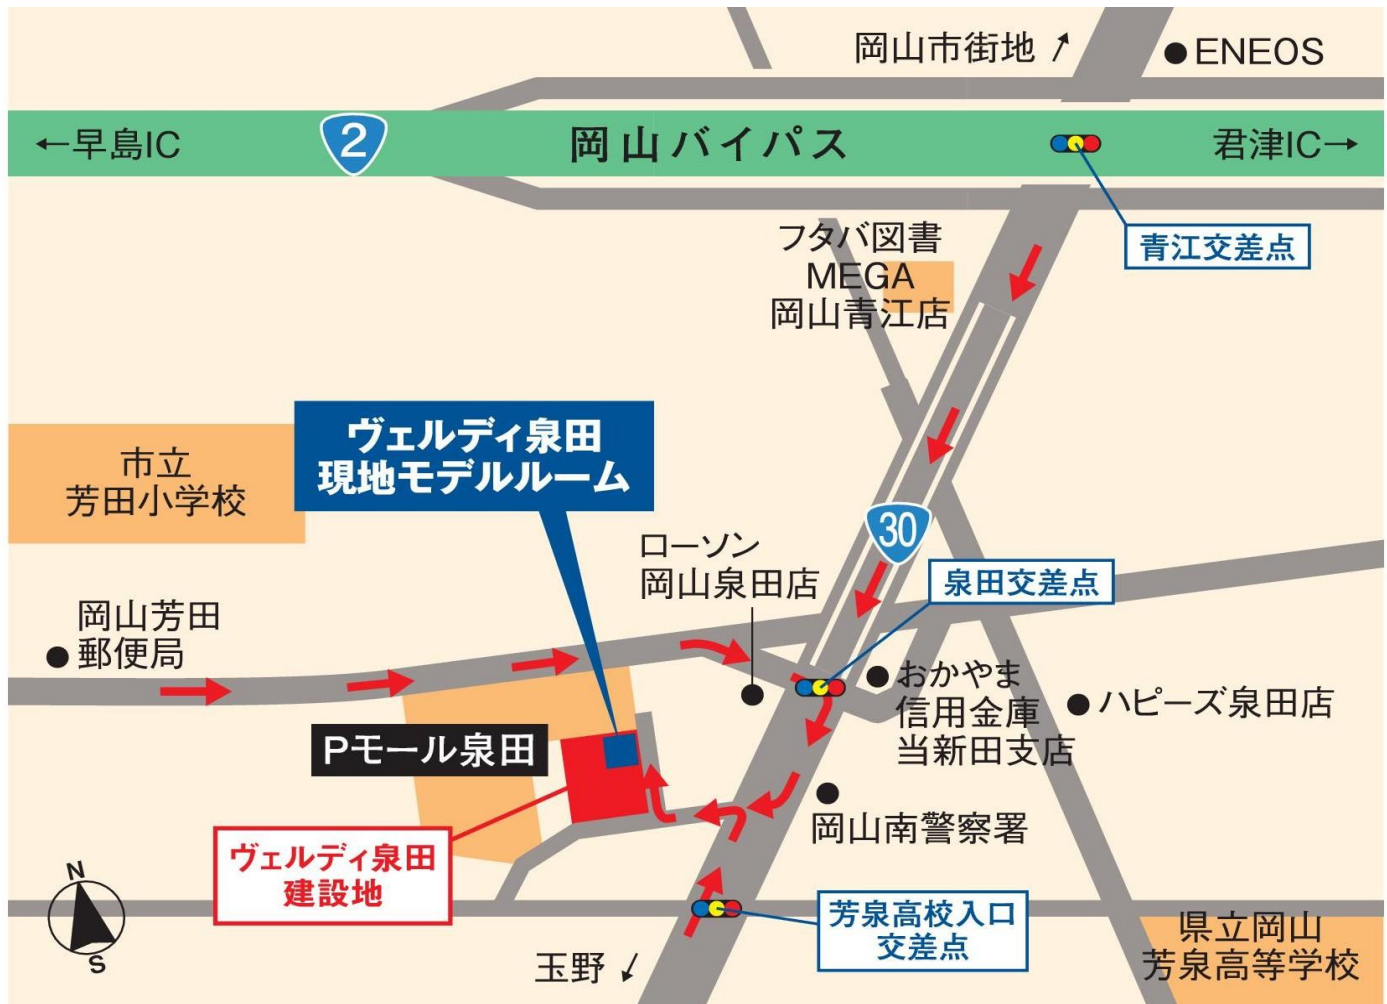 岡山市街地↗
●ENEOS
←早島IC
2
岡山バイパス
君津IC→
青江交差点
フタバ図書
MEGA
岡山青江店
ヴェルディ泉田
現地モデルルーム
市立
芳田小学校
30
ローソン
岡山泉田店
泉田交差点
岡山芳田
●郵便局
●おかやま
信用金庫
当新田支店
●ハピーズ泉田店
Pモール泉田
岡山南警察署
ヴェルディ泉田
建設地
N
S
芳泉高校入口
交差点
玉野↙
県立岡山
芳泉高等学校